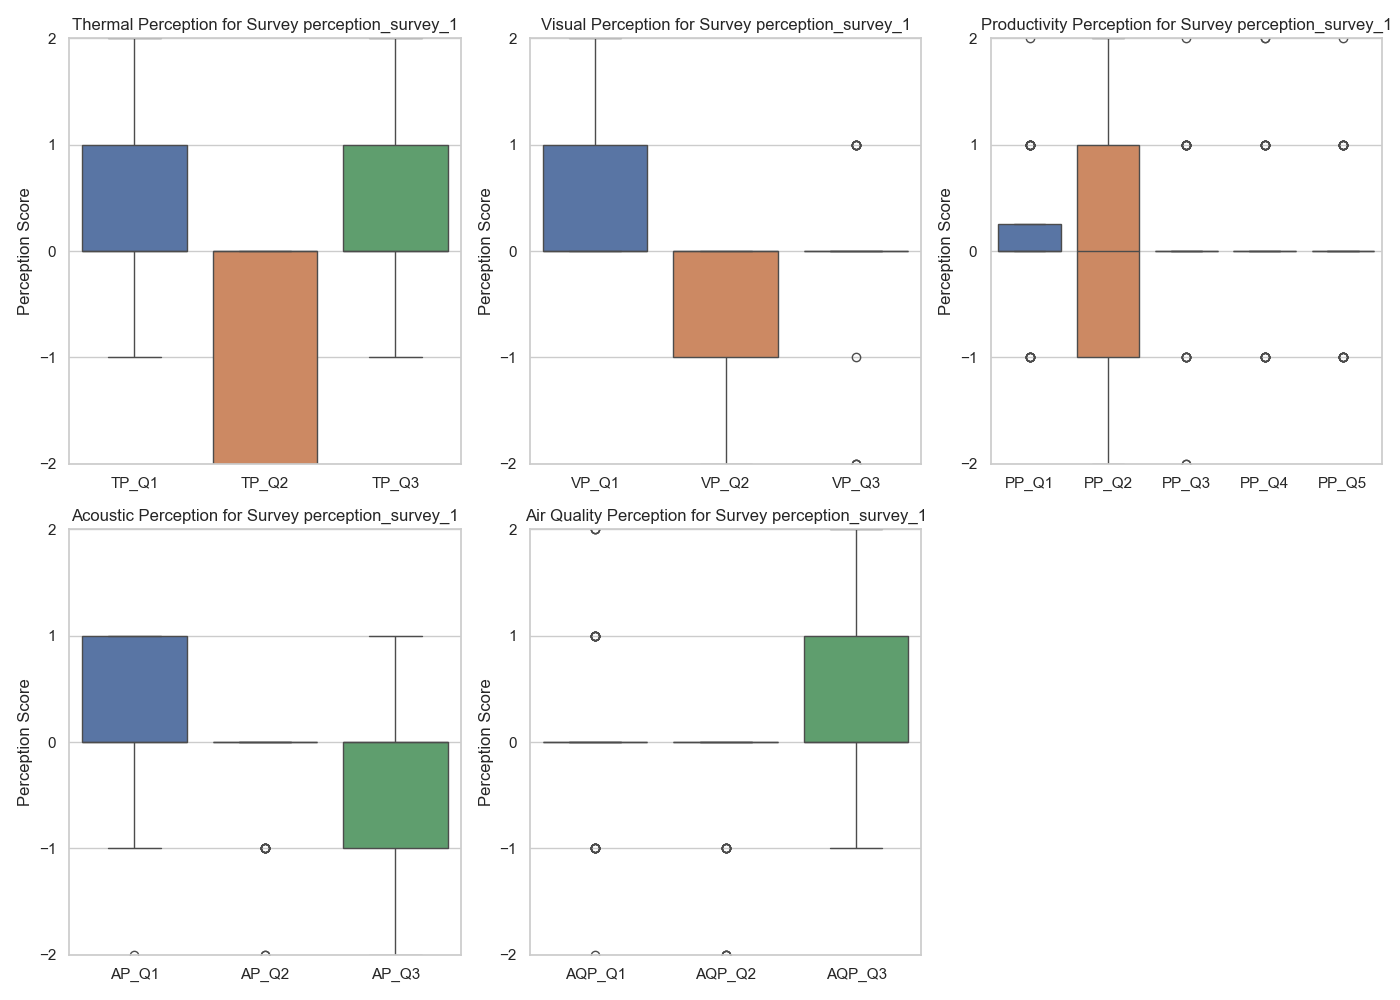 Thermal Perception for Survey perception_survey_1
Visual Perception for Survey perception_survey_1
Productivity Perception for Survey perception_survey_1
Perception Score
2
1
0
−1
−2
TP_Q1 TP_Q2 TP_Q3
Perception Score
2
1
0
−1
−2
VP_Q1 VP_Q2 VP_Q3
Perception Score
2
1
0
−1
−2
PP_Q1 PP_Q2 PP_Q3 PP_Q4 PP_Q5
Acoustic Perception for Survey perception_survey_1
Air Quality Perception for Survey perception_survey_1
Perception Score
2
1
0
−1
−2
AP_Q1 AP_Q2 AP_Q3
Perception Score
2
1
0
−1
−2
AQP_Q1 AQP_Q2 AQP_Q3